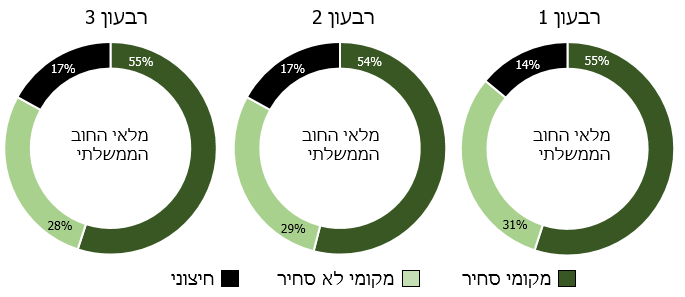 רבעון 1
55%
14%
31%
מלאי החוב
הממשלתי
רבעון 2
54%
17%
29%
מלאי החוב
הממשלתי
רבעון 3
55%
17%
28%
מלאי החוב
הממשלתי
מקומי סחיר
מקומי לא סחיר
חיצוני